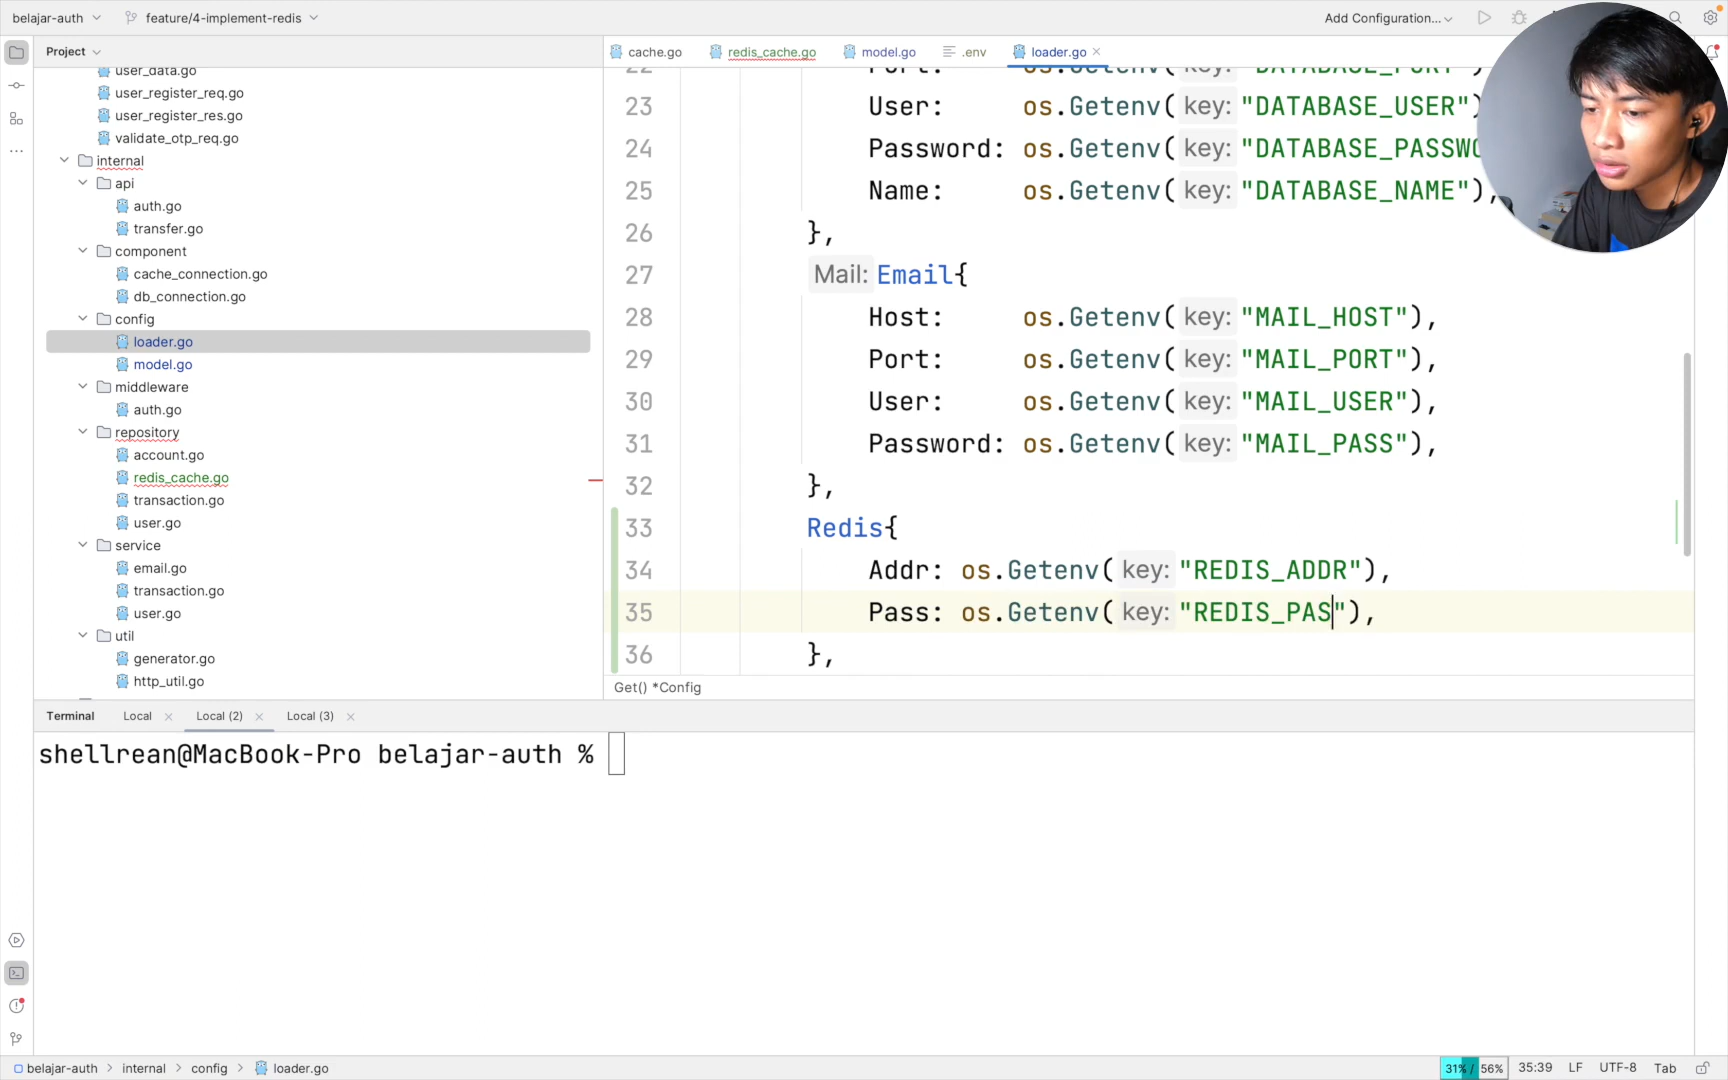 belajar-auth
feature/4-implement-redis
Add Configuration...
Project
cache.go
redis_cache.go
model.go
.env
loader.go
user_data.go
user_register_req.go
user_register_res.go
validate_otp_req.go
internal
api
auth.go
transfer.go
component
cache_connection.go
db_connection.go
config
loader.go
model.go
middleware
auth.go
repository
account.go
redis_cache.go
transaction.go
user.go
service
email.go
transaction.go
user.go
util
generator.go
http_util.go
22 Port: os.Getenv( key: "DATABASE_PORT")
23 User: os.Getenv( key: "DATABASE_USER")
24 Password: os.Getenv( key: "DATABASE_PASSWO
25 Name: os.Getenv( key: "DATABASE_NAME"),
26 },
27 Mail: Email{
28 Host: os.Getenv( key: "MAIL_HOST"),
29 Port: os.Getenv( key: "MAIL_PORT"),
30 User: os.Getenv( key: "MAIL_USER"),
31 Password: os.Getenv( key: "MAIL_PASS"),
32 },
33 Redis{
34 Addr: os.Getenv( key: "REDIS_ADDR"),
35 Pass: os.Getenv( key: "REDIS_PAS"),
36 },
Get() *Config
Terminal
Local
Local (2)
Local (3)
shellrean@MacBook-Pro belajar-auth %
belajar-auth > internal > config > loader.go
31% / 56%
35:39
LF
UTF-8
Tab